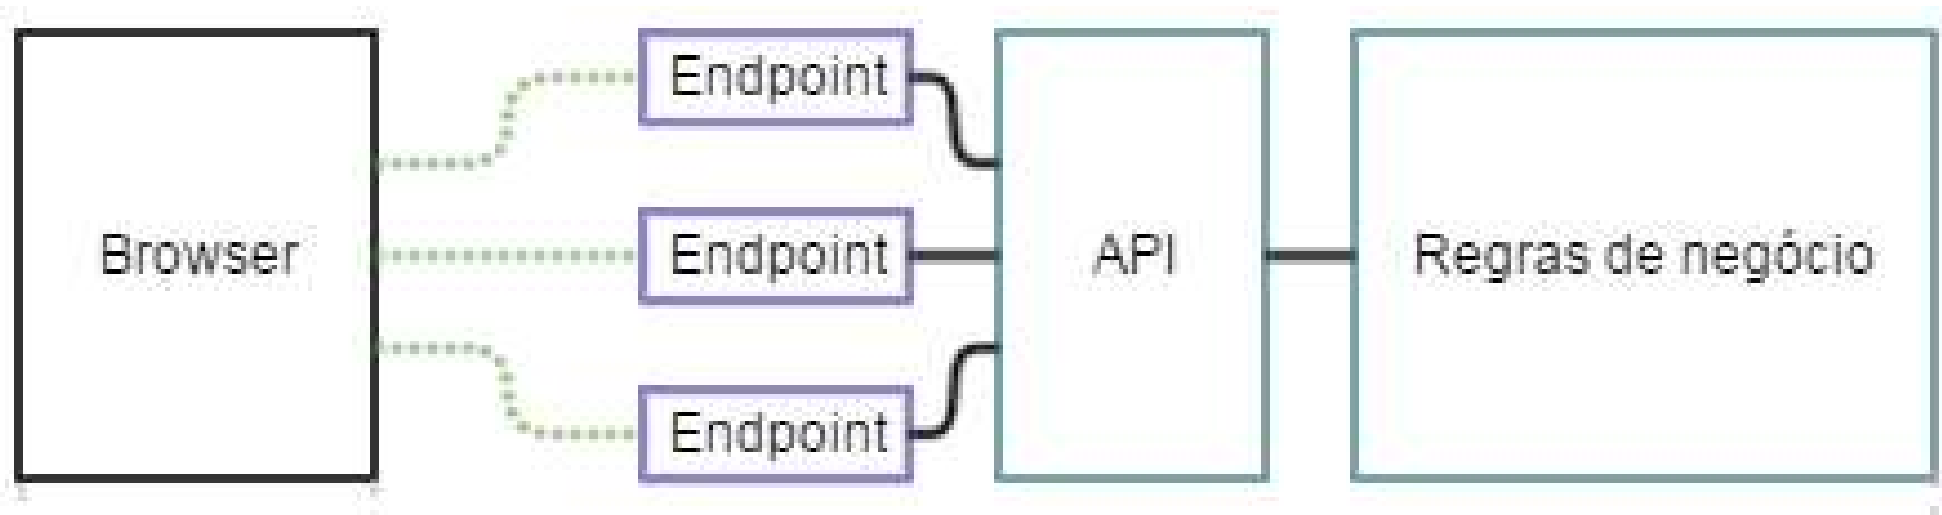 Endpoint
Browser
Endpoint
API
Regras de negócio
Endpoint